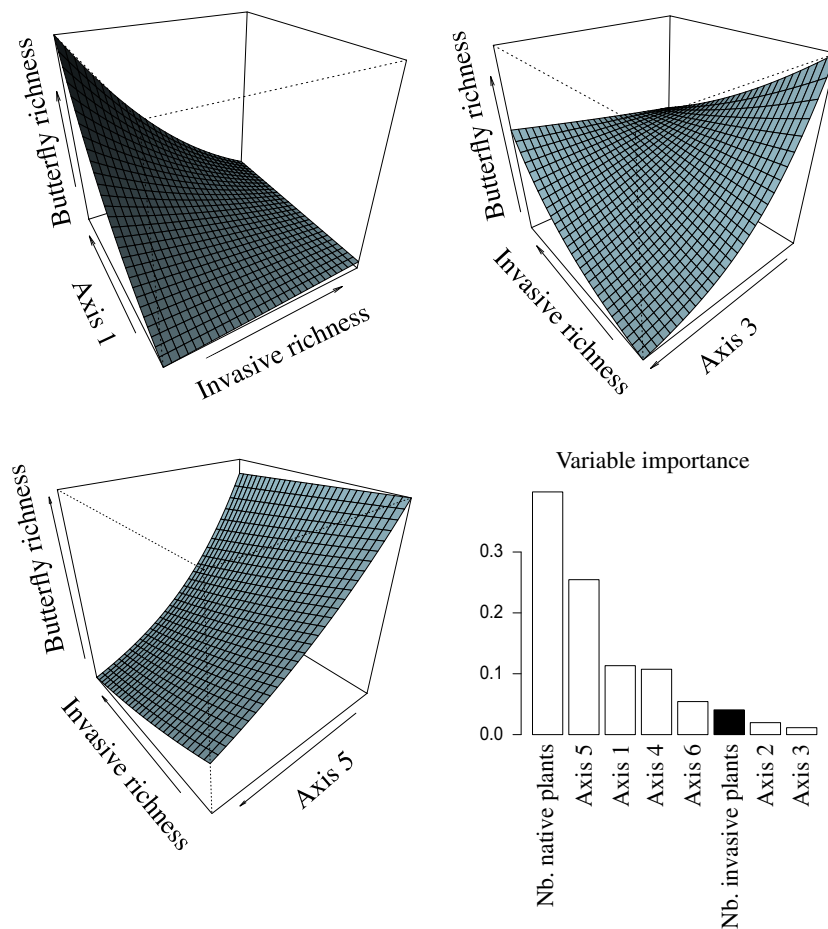 Butterfly richness
Axis 1
Invasive richness
Butterfly richness
Invasive richness
Axis 3
Butterfly richness
Invasive richness
Axis 5
Variable importance
0.3
0.2
0.1
0.0
Nb. native plants
Axis 5
Axis 1
Axis 4
Axis 6
Nb. invasive plants
Axis 2
Axis 3